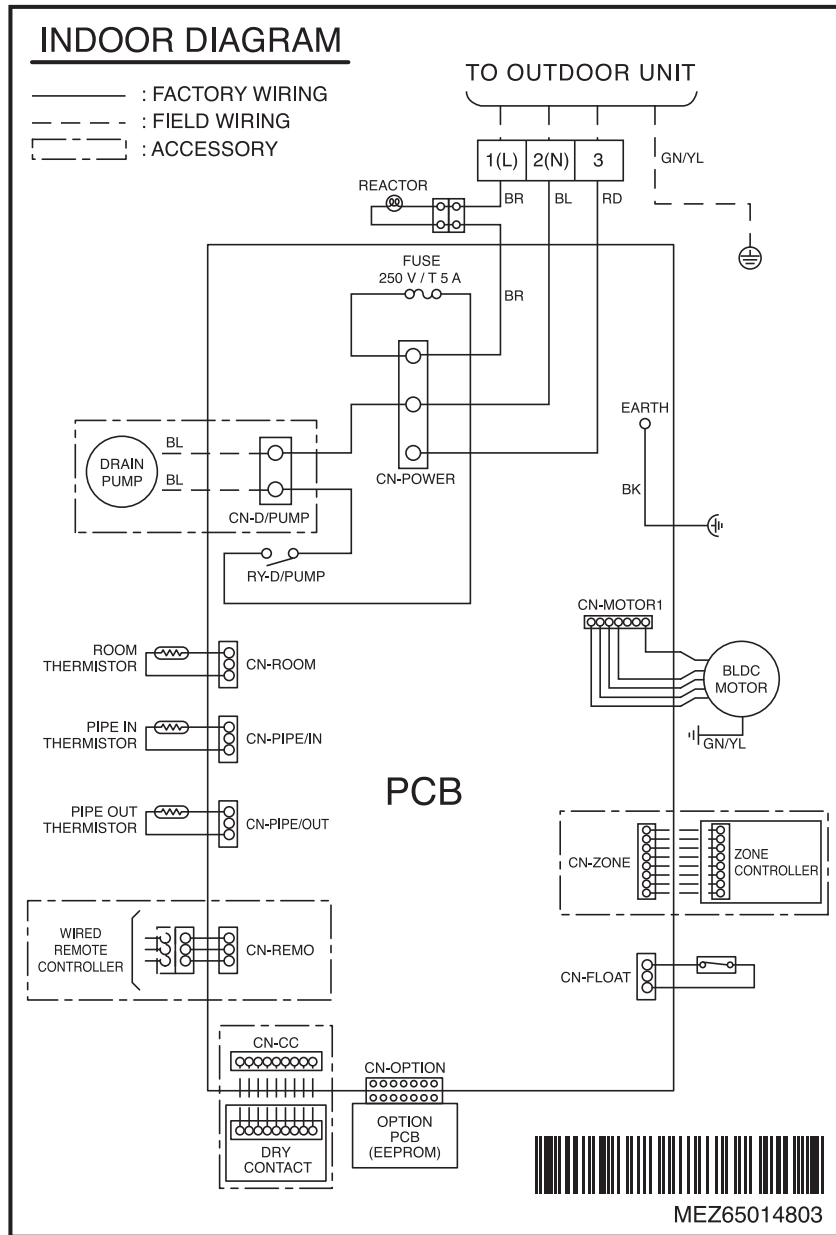 INDOOR DIAGRAM
: FACTORY WIRING
: FIELD WIRING
: ACCESSORY
TO OUTDOOR UNIT
1(L)
2(N)
3
GN/YL
REACTOR
BR
BL
RD
FUSE
250 V / T 5 A
BR
EARTH
BL
DRAIN
PUMP
BL
CN-POWER
BK
CN-D/PUMP
RY-D/PUMP
CN-MOTOR1
ROOM
THERMISTOR
CN-ROOM
BLDC
MOTOR
PIPE IN
THERMISTOR
CN-PIPE/IN
GN/YL
PCB
PIPE OUT
THERMISTOR
CN-PIPE/OUT
CN-ZONE
ZONE
CONTROLLER
WIRED
REMOTE
CONTROLLER
CN-REMO
CN-FLOAT
CN-CC
CN-OPTION
OPTION
PCB
(EEPROM)
DRY
CONTACT
MEZ65014803